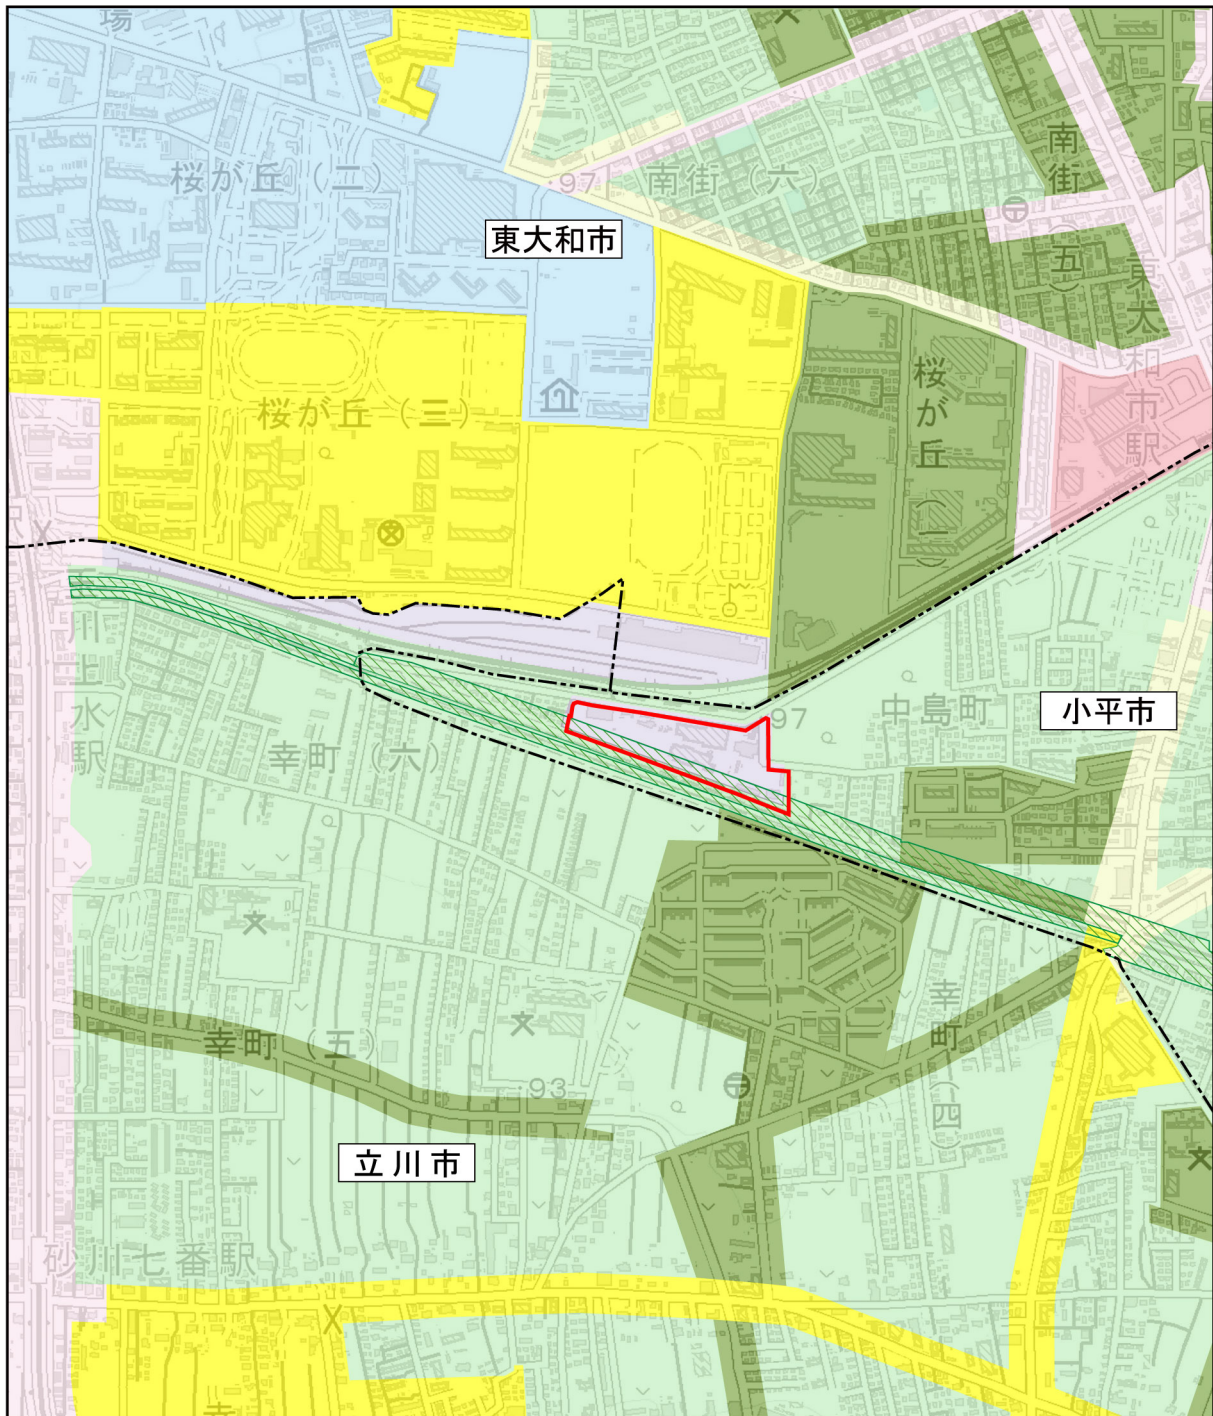 場
桜が丘（二）
東大和市
97
南街（六）
南街（五）
東大和市駅
桜が丘（三）
桜が丘（一）
玉川上水駅
97
中島町
小平市
幸町（六）
幸町（五）
93
幸町（四）
立川市
砂川七番駅